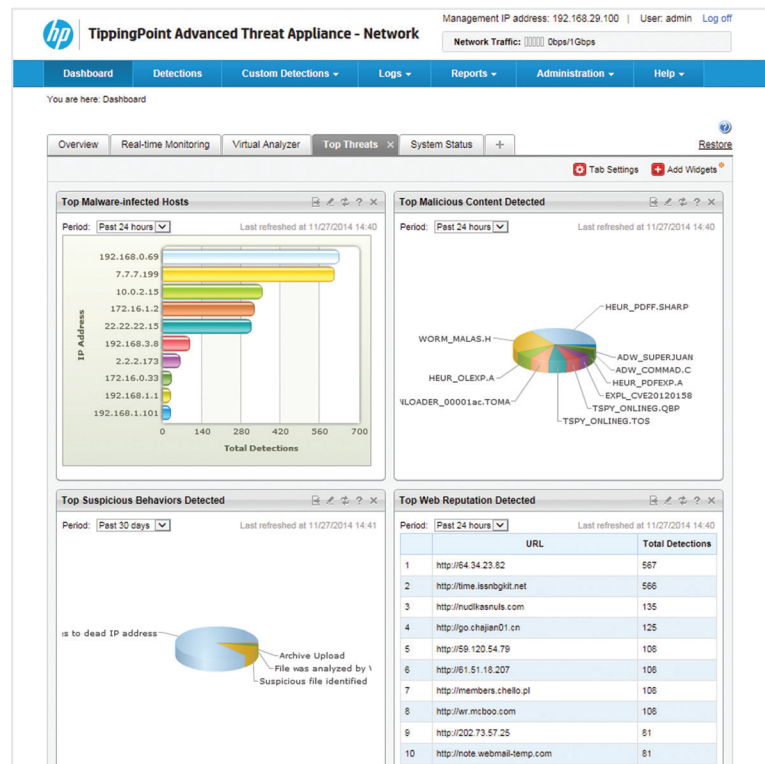 Management IP address: 192.168.29.100 | User: admin Log off
hp TippingPoint Advanced Threat Appliance - Network
Network Traffic: 0bps/1Gbps
Dashboard Detections Custom Detections Logs Reports Administration Help
You are here: Dashboard
Overview Real-time Monitoring Virtual Analyzer Top Threats System Status + Restore
Tab Settings Add Widgets
Top Malware-infected Hosts
Period: Past 24 hours Last refreshed at 11/27/2014 14:40
IP Address
192.168.0.69
7.7.7.199
10.0.2.15
172.16.1.2
22.22.22.15
192.168.3.8
2.2.2.173
172.16.0.33
192.168.1.1
192.168.1.101
0 140 280 420 560 700
Total Detections
Top Malicious Content Detected
Period: Past 24 hours Last refreshed at 11/27/2014 14:40
HEUR_PDFF.SHARP
WORM_MALAS.H
ADW_SUPERJUAN
ADW_COMMAD.C
HEUR_OLEXP.A
HEUR_PDFEXP.A
EXPL_CVE20120158
NLOADER_00001ac.TOMA
TSPY_ONLINEG.QBP
TSPY_ONLINEG.TOS
Top Suspicious Behaviors Detected
Period: Past 30 days Last refreshed at 11/27/2014 14:41
es to dead IP address
Archive Upload
File was analyzed by V
Suspicious file identified
Top Web Reputation Detected
Period: Past 24 hours Last refreshed at 11/27/2014 14:40
URL Total Detections
1 http://64.34.23.82 567
2 http://time.issnbgkit.net 566
3 http://nudlkasnuls.com 135
4 http://go.chajian01.cn 125
5 http://59.120.54.79 108
6 http://61.51.18.207 108
7 http://members.chello.pl 108
8 http://wr.mcboo.com 108
9 http://202.73.57.25 81
10 http://note.webmail-temp.com 81